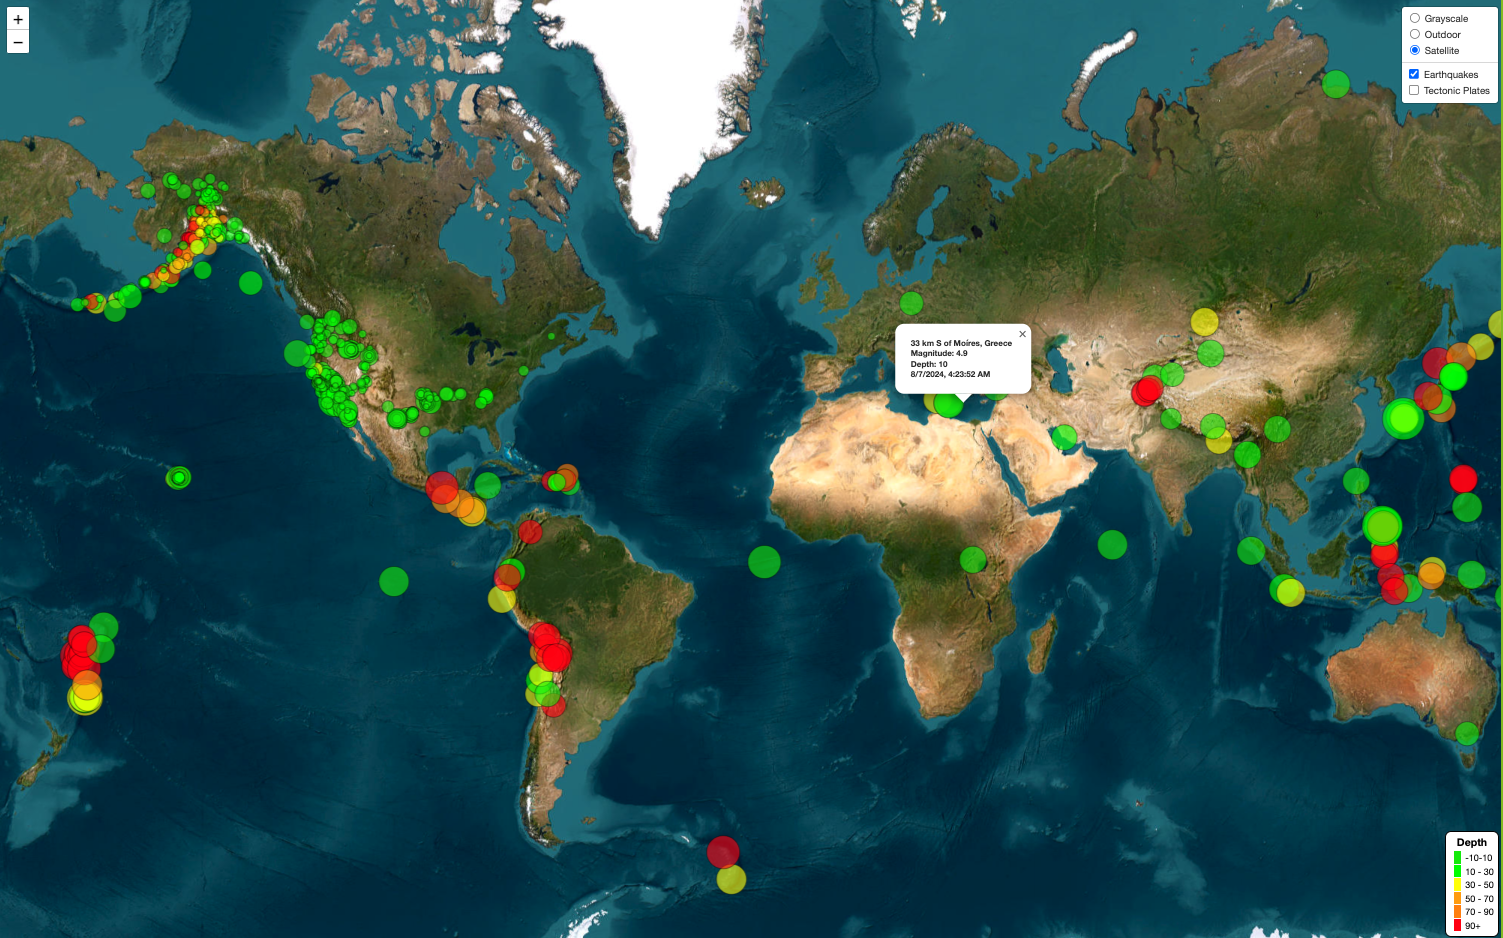 +
−
Grayscale
Outdoor
Satellite
Earthquakes
Tectonic Plates
×
33 km S of Moíres, Greece
Magnitude: 4.9
Depth: 10
8/7/2024, 4:23:52 AM
Depth
-10-10
10 - 30
30 - 50
50 - 70
70 - 90
90+